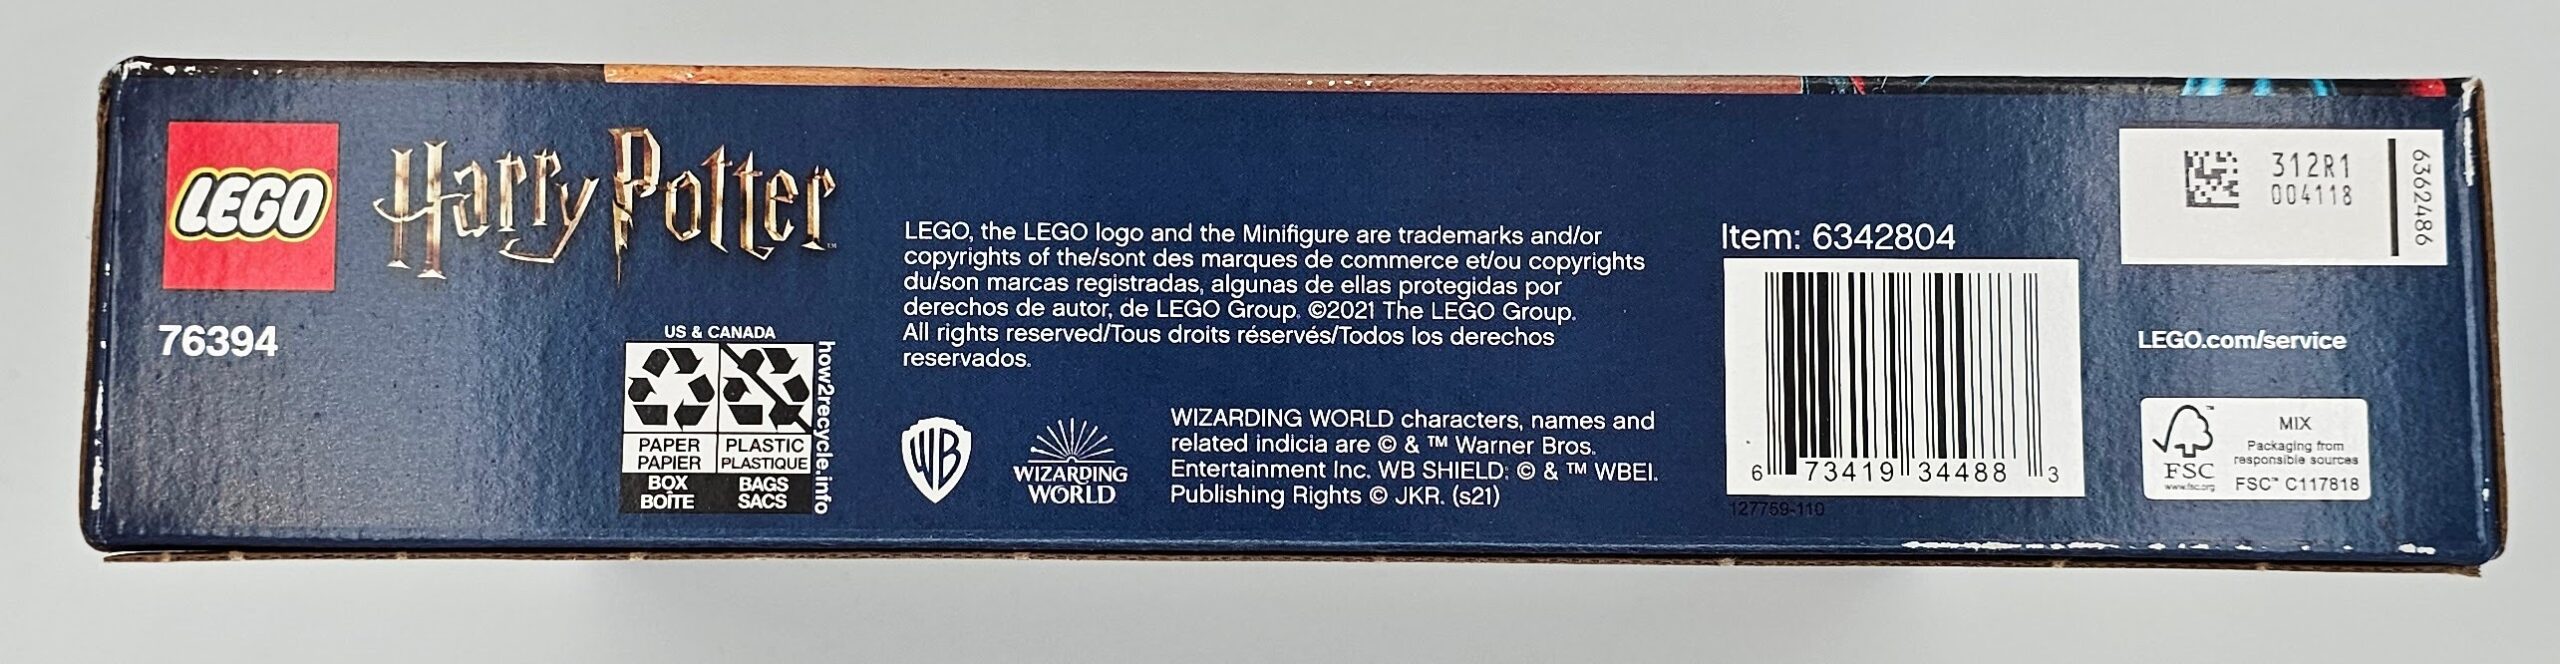 LEGO
Harry Potter
™
76394
US & CANADA
PAPER
PAPIER
BOX
BOÎTE
PLASTIC
PLASTIQUE
BAGS
SACS
how2recycle.info
LEGO, the LEGO logo and the Minifigure are trademarks and/or
copyrights of the/sont des marques de commerce et/ou copyrights
du/son marcas registradas, algunas de ellas protegidas por
derechos de autor, de LEGO Group. ©2021 The LEGO Group.
All rights reserved/Tous droits réservés/Todos los derechos
reservados.
WB
WIZARDING
WORLD
WIZARDING WORLD characters, names and
related indicia are © & ™ Warner Bros.
Entertainment Inc. WB SHIELD: © & ™ WBEI.
Publishing Rights © JKR. (s21)
Item: 6342804
6 73419 34488 3
127769-110
312R1
004118
6362486
LEGO.com/service
FSC
www.fsc.org
MIX
Packaging from
responsible sources
FSC™ C117818